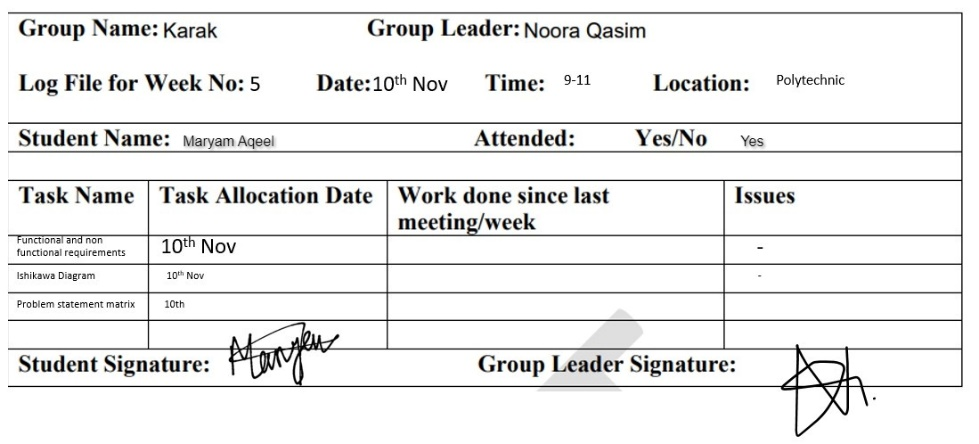 Group Name: Karak Group Leader: Noora Qasim
Log File for Week No: 5 Date:10th Nov Time: 9-11 Location: Polytechnic
Student Name: Maryam Aqeel Attended: Yes/No Yes
Task Name Task Allocation Date Work done since last meeting/week Issues
Functional and non functional requirements 10th Nov -
Ishikawa Diagram 10th Nov -
Problem statement matrix 10th
Student Signature: Maryam Group Leader Signature: